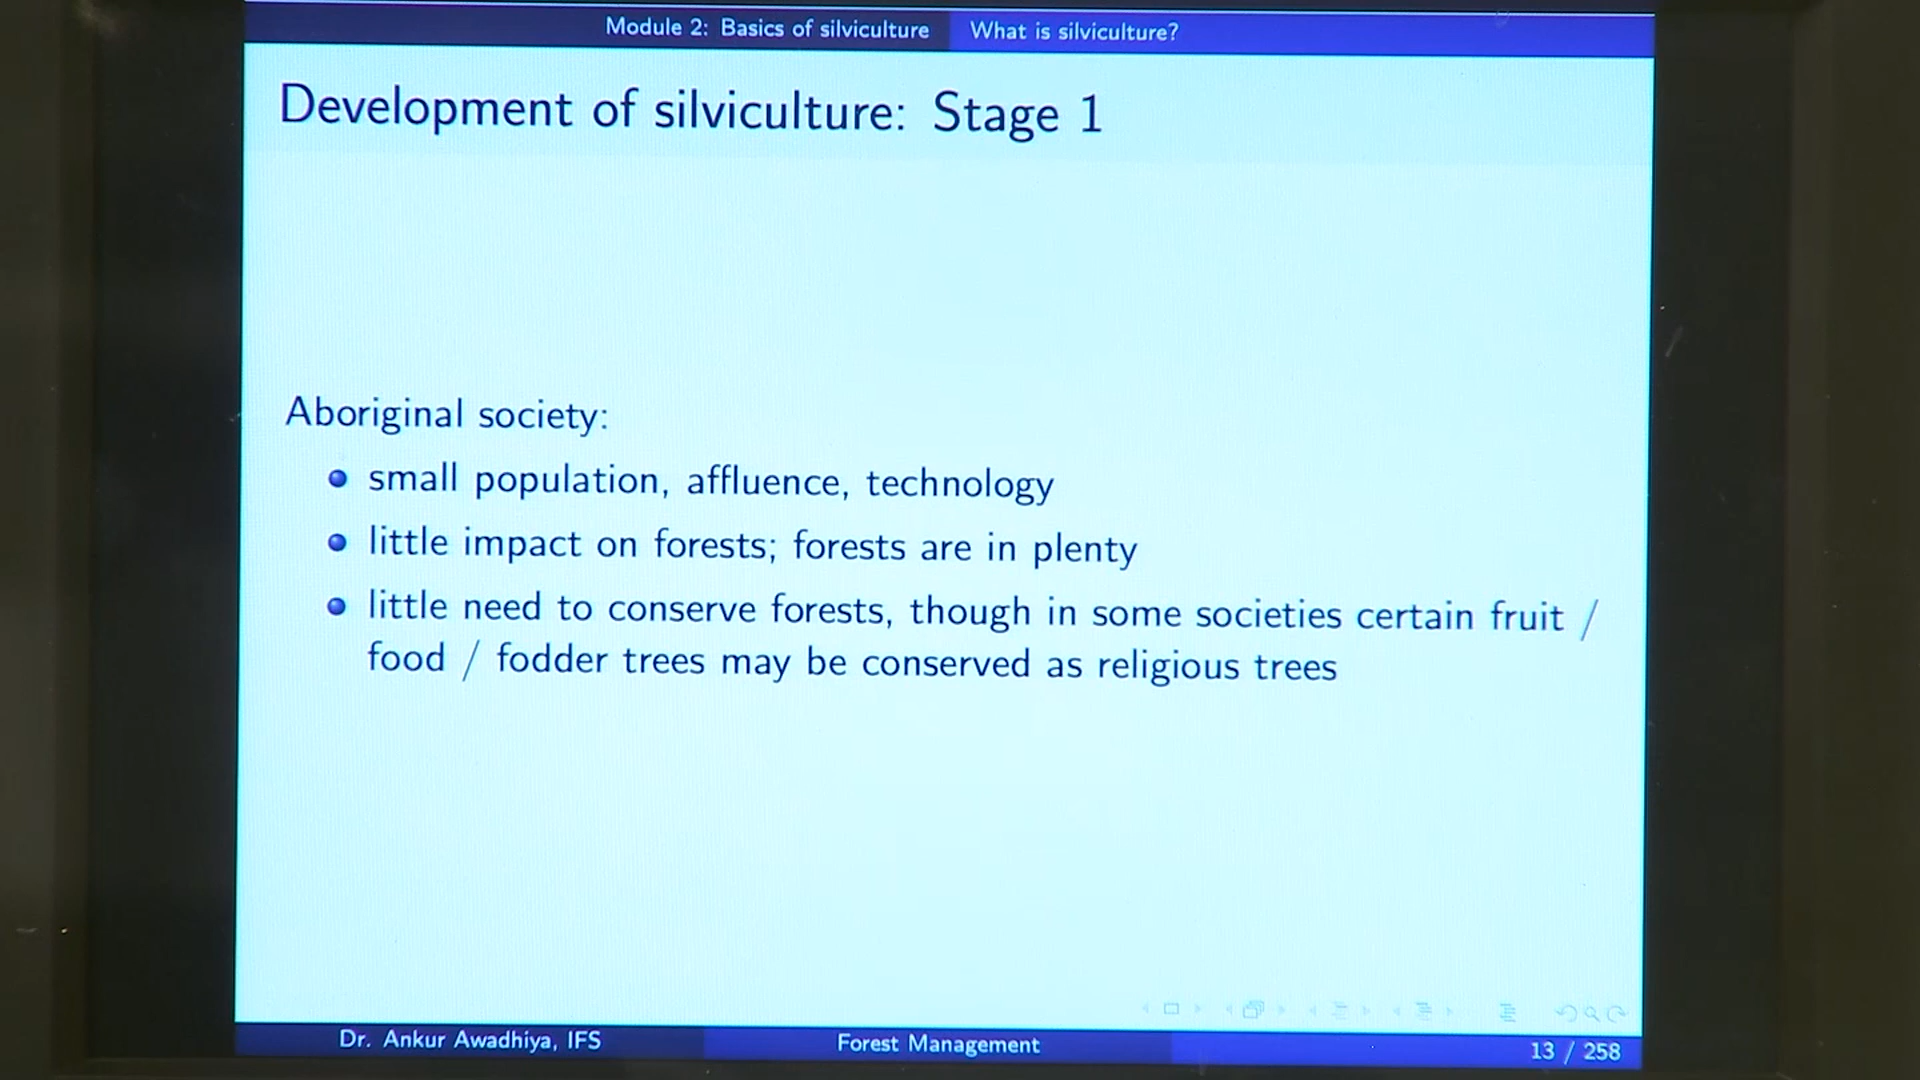 Module 2: Basics of silviculture What is silviculture?
Development of silviculture: Stage 1
Aboriginal society:
small population, affluence, technology
little impact on forests; forests are in plenty
little need to conserve forests, though in some societies certain fruit /
food / fodder trees may be conserved as religious trees
Dr. Ankur Awadhiya, IFS Forest Management 13 / 258